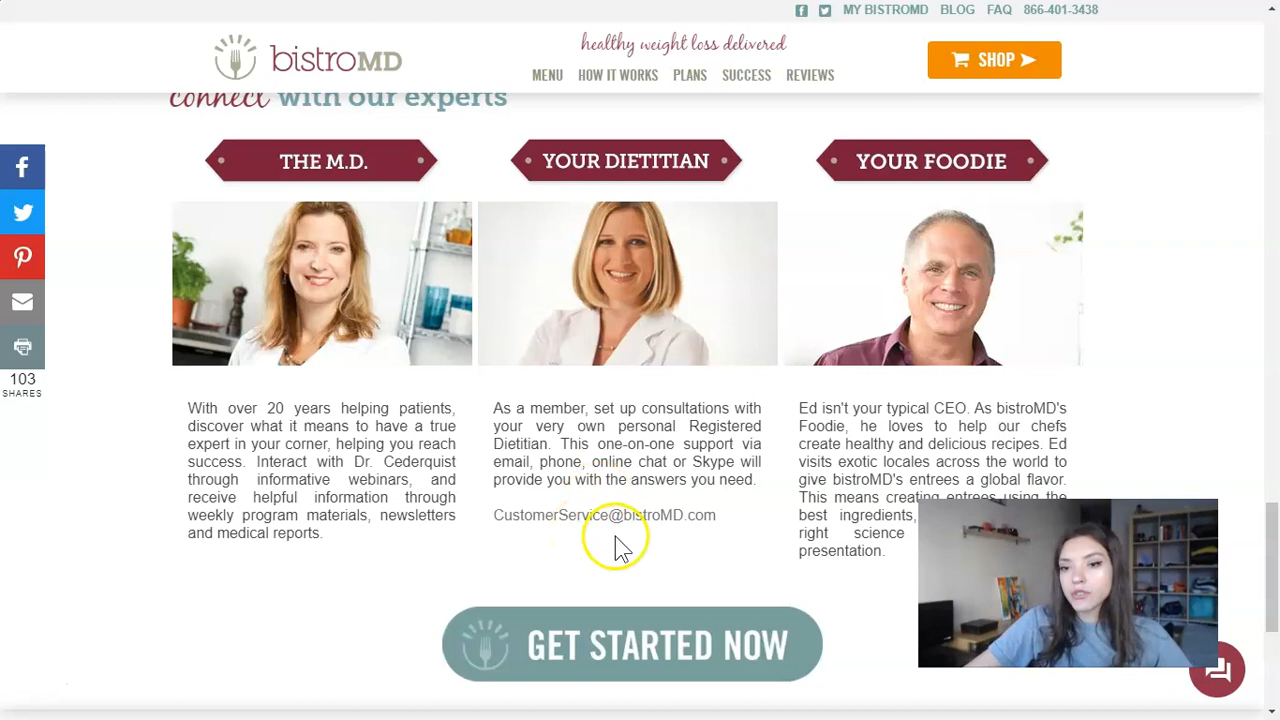 MY BISTROMD BLOG FAQ 866-401-3438
bistroMD
healthy weight loss delivered
MENU HOW IT WORKS PLANS SUCCESS REVIEWS
SHOP
connect with our experts
THE M.D.
YOUR DIETITIAN
YOUR FOODIE
103
SHARES
With over 20 years helping patients,
discover what it means to have a true
expert in your corner, helping you reach
success. Interact with Dr. Cederquist
through informative webinars, and
receive helpful information through
weekly program materials, newsletters
and medical reports.
As a member, set up consultations with
your very own personal Registered
Dietitian. This one-on-one support via
email, phone, online chat or Skype will
provide you with the answers you need.
CustomerService@bistroMD.com
Ed isn't your typical CEO. As bistroMD's
Foodie, he loves to help our chefs
create healthy and delicious recipes. Ed
visits exotic locales across the world to
give bistroMD's entrees a global flavor.
This means creating entrees using the
best ingredients,
right science
presentation.
GET STARTED NOW